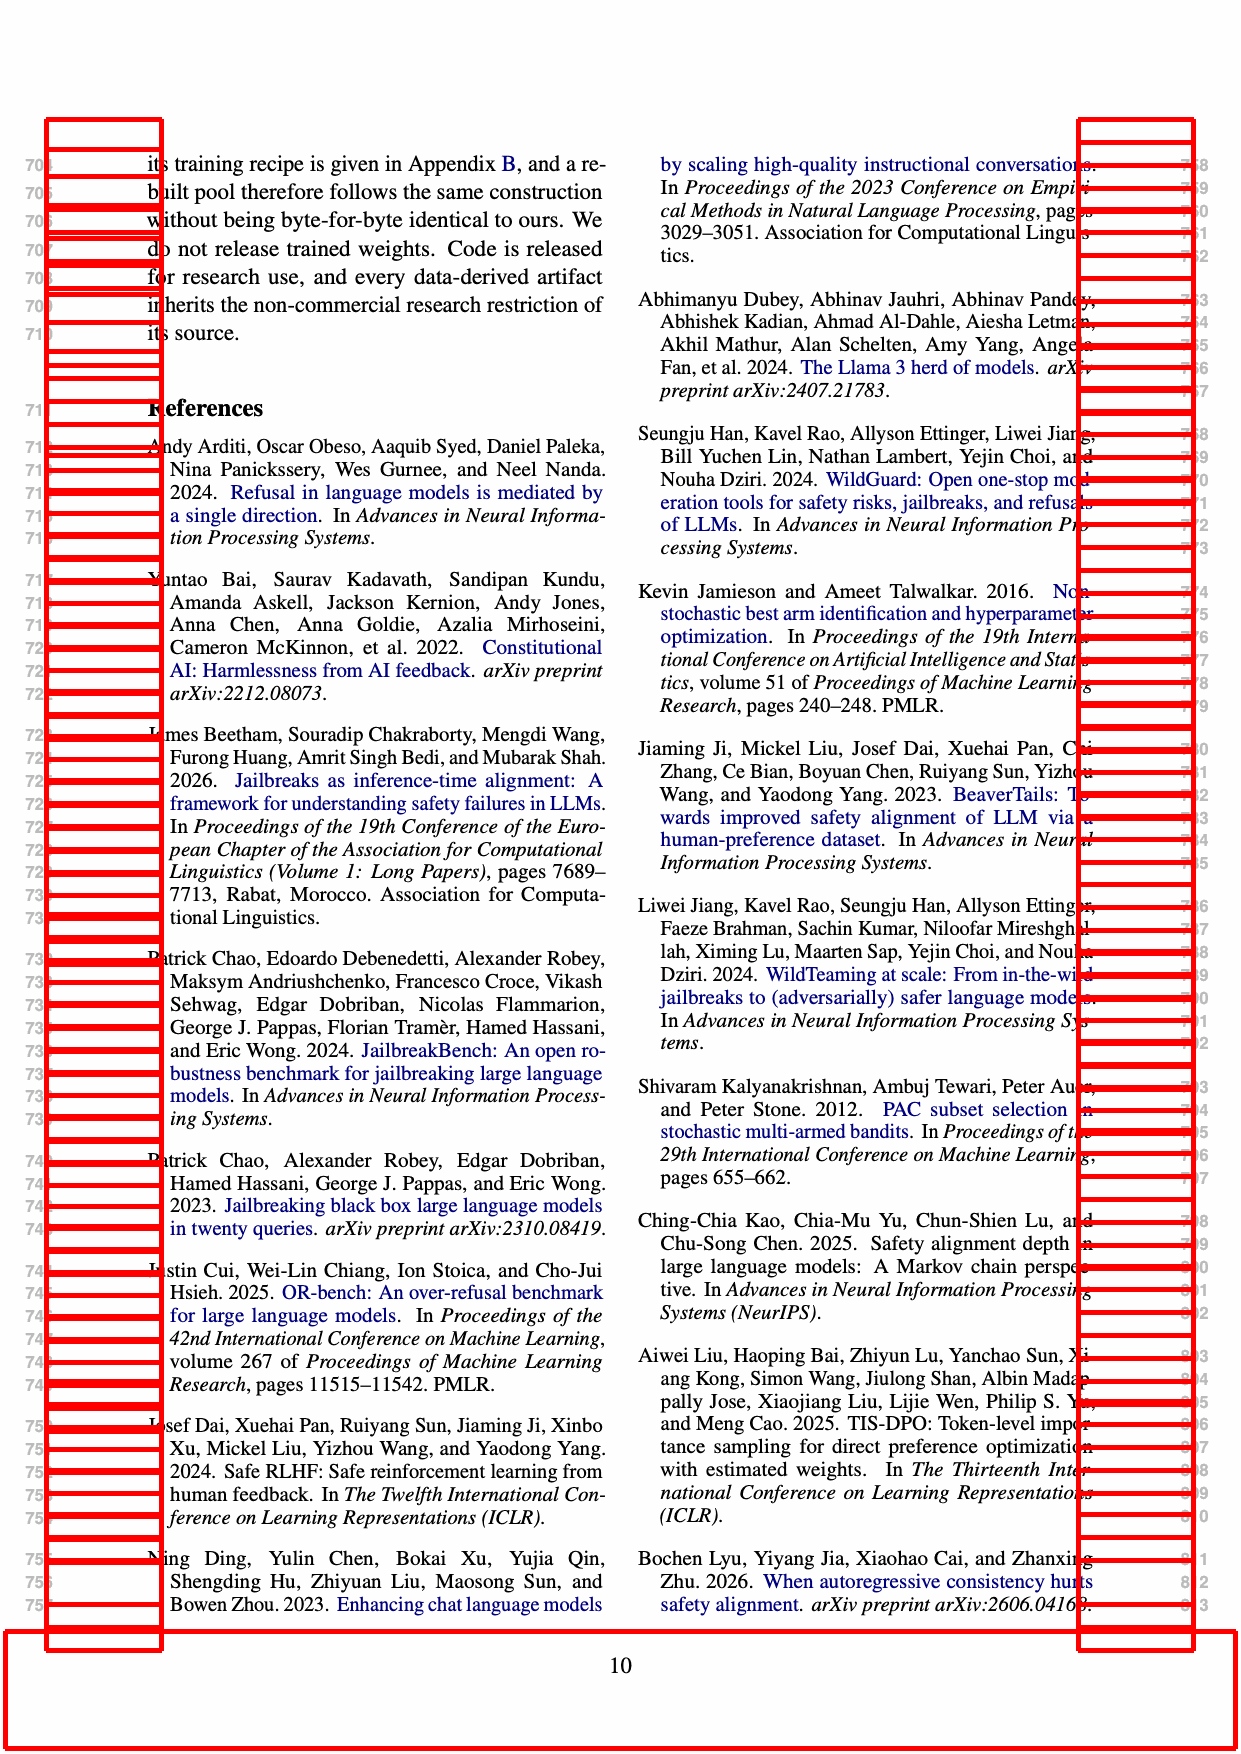 its training recipe is given in Appendix B, and a re-
built pool therefore follows the same construction
without being byte-for-byte identical to ours. We
do not release trained weights. Code is released
for research use, and every data-derived artifact
inherits the non-commercial research restriction of
its source.
References
Andy Arditi, Oscar Obeso, Aaquib Syed, Daniel Paleka,
Nina Panickssery, Wes Gurnee, and Neel Nanda.
2024. Refusal in language models is mediated by
a single direction. In Advances in Neural Informa-
tion Processing Systems.
Yuntao Bai, Saurav Kadavath, Sandipan Kundu,
Amanda Askell, Jackson Kernion, Andy Jones,
Anna Chen, Anna Goldie, Azalia Mirhoseini,
Cameron McKinnon, et al. 2022. Constitutional
AI: Harmlessness from AI feedback. arXiv preprint
arXiv:2212.08073.
James Beetham, Souradip Chakraborty, Mengdi Wang,
Furong Huang, Amrit Singh Bedi, and Mubarak Shah.
2026. Jailbreaks as inference-time alignment: A
framework for understanding safety failures in LLMs.
In Proceedings of the 19th Conference of the Euro-
pean Chapter of the Association for Computational
Linguistics (Volume 1: Long Papers), pages 7689–
7713, Rabat, Morocco. Association for Computa-
tional Linguistics.
Patrick Chao, Edoardo Debenedetti, Alexander Robey,
Maksym Andriushchenko, Francesco Croce, Vikash
Sehwag, Edgar Dobriban, Nicolas Flammarion,
George J. Pappas, Florian Tramèr, Hamed Hassani,
and Eric Wong. 2024. JailbreakBench: An open ro-
bustness benchmark for jailbreaking large language
models. In Advances in Neural Information Process-
ing Systems.
Patrick Chao, Alexander Robey, Edgar Dobriban,
Hamed Hassani, George J. Pappas, and Eric Wong.
2023. Jailbreaking black box large language models
in twenty queries. arXiv preprint arXiv:2310.08419.
Justin Cui, Wei-Lin Chiang, Ion Stoica, and Cho-Jui
Hsieh. 2025. OR-bench: An over-refusal benchmark
for large language models. In Proceedings of the
42nd International Conference on Machine Learning,
volume 267 of Proceedings of Machine Learning
Research, pages 11515–11542. PMLR.
Josef Dai, Xuehai Pan, Ruiyang Sun, Jiaming Ji, Xinbo
Xu, Mickel Liu, Yizhou Wang, and Yaodong Yang.
2024. Safe RLHF: Safe reinforcement learning from
human feedback. In The Twelfth International Con-
ference on Learning Representations (ICLR).
Ning Ding, Yulin Chen, Bokai Xu, Yujia Qin,
Shengding Hu, Zhiyuan Liu, Maosong Sun, and
Bowen Zhou. 2023. Enhancing chat language models
by scaling high-quality instructional conversations.
In Proceedings of the 2023 Conference on Empiri-
cal Methods in Natural Language Processing, pages
3029–3051. Association for Computational Linguis-
tics.
Abhimanyu Dubey, Abhinav Jauhri, Abhinav Pandey,
Abhishek Kadian, Ahmad Al-Dahle, Aiesha Letman,
Akhil Mathur, Alan Schelten, Amy Yang, Angela
Fan, et al. 2024. The Llama 3 herd of models. arXiv
preprint arXiv:2407.21783.
Seungju Han, Kavel Rao, Allyson Ettinger, Liwei Jiang,
Bill Yuchen Lin, Nathan Lambert, Yejin Choi, and
Nouha Dziri. 2024. WildGuard: Open one-stop mod-
eration tools for safety risks, jailbreaks, and refusals
of LLMs. In Advances in Neural Information Pro-
cessing Systems.
Kevin Jamieson and Ameet Talwalkar. 2016. Non-
stochastic best arm identification and hyperparameter
optimization. In Proceedings of the 19th Interna-
tional Conference on Artificial Intelligence and Statis-
tics, volume 51 of Proceedings of Machine Learning
Research, pages 240–248. PMLR.
Jiaming Ji, Mickel Liu, Josef Dai, Xuehai Pan, Chi
Zhang, Ce Bian, Boyuan Chen, Ruiyang Sun, Yizhou
Wang, and Yaodong Yang. 2023. BeaverTails: To-
wards improved safety alignment of LLM via a
human-preference dataset. In Advances in Neural
Information Processing Systems.
Liwei Jiang, Kavel Rao, Seungju Han, Allyson Ettinger,
Faeze Brahman, Sachin Kumar, Niloofar Mireshghal-
lah, Ximing Lu, Maarten Sap, Yejin Choi, and Nouha
Dziri. 2024. WildTeaming at scale: From in-the-wild
jailbreaks to (adversarially) safer language models.
In Advances in Neural Information Processing Sys-
tems.
Shivaram Kalyanakrishnan, Ambuj Tewari, Peter Auer,
and Peter Stone. 2012. PAC subset selection in
stochastic multi-armed bandits. In Proceedings of the
29th International Conference on Machine Learning,
pages 655–662.
Ching-Chia Kao, Chia-Mu Yu, Chun-Shien Lu, and
Chu-Song Chen. 2025. Safety alignment depth in
large language models: A Markov chain perspec-
tive. In Advances in Neural Information Processing
Systems (NeurIPS).
Aiwei Liu, Haoping Bai, Zhiyun Lu, Yanchao Sun, Xi-
ang Kong, Simon Wang, Jiulong Shan, Albin Madap-
pally Jose, Xiaojiang Liu, Lijie Wen, Philip S. Yu,
and Meng Cao. 2025. TIS-DPO: Token-level impor-
tance sampling for direct preference optimization
with estimated weights. In The Thirteenth Inter-
national Conference on Learning Representations
(ICLR).
Bochen Lyu, Yiyang Jia, Xiaohao Cai, and Zhanxing
Zhu. 2026. When autoregressive consistency hurts
safety alignment. arXiv preprint
10